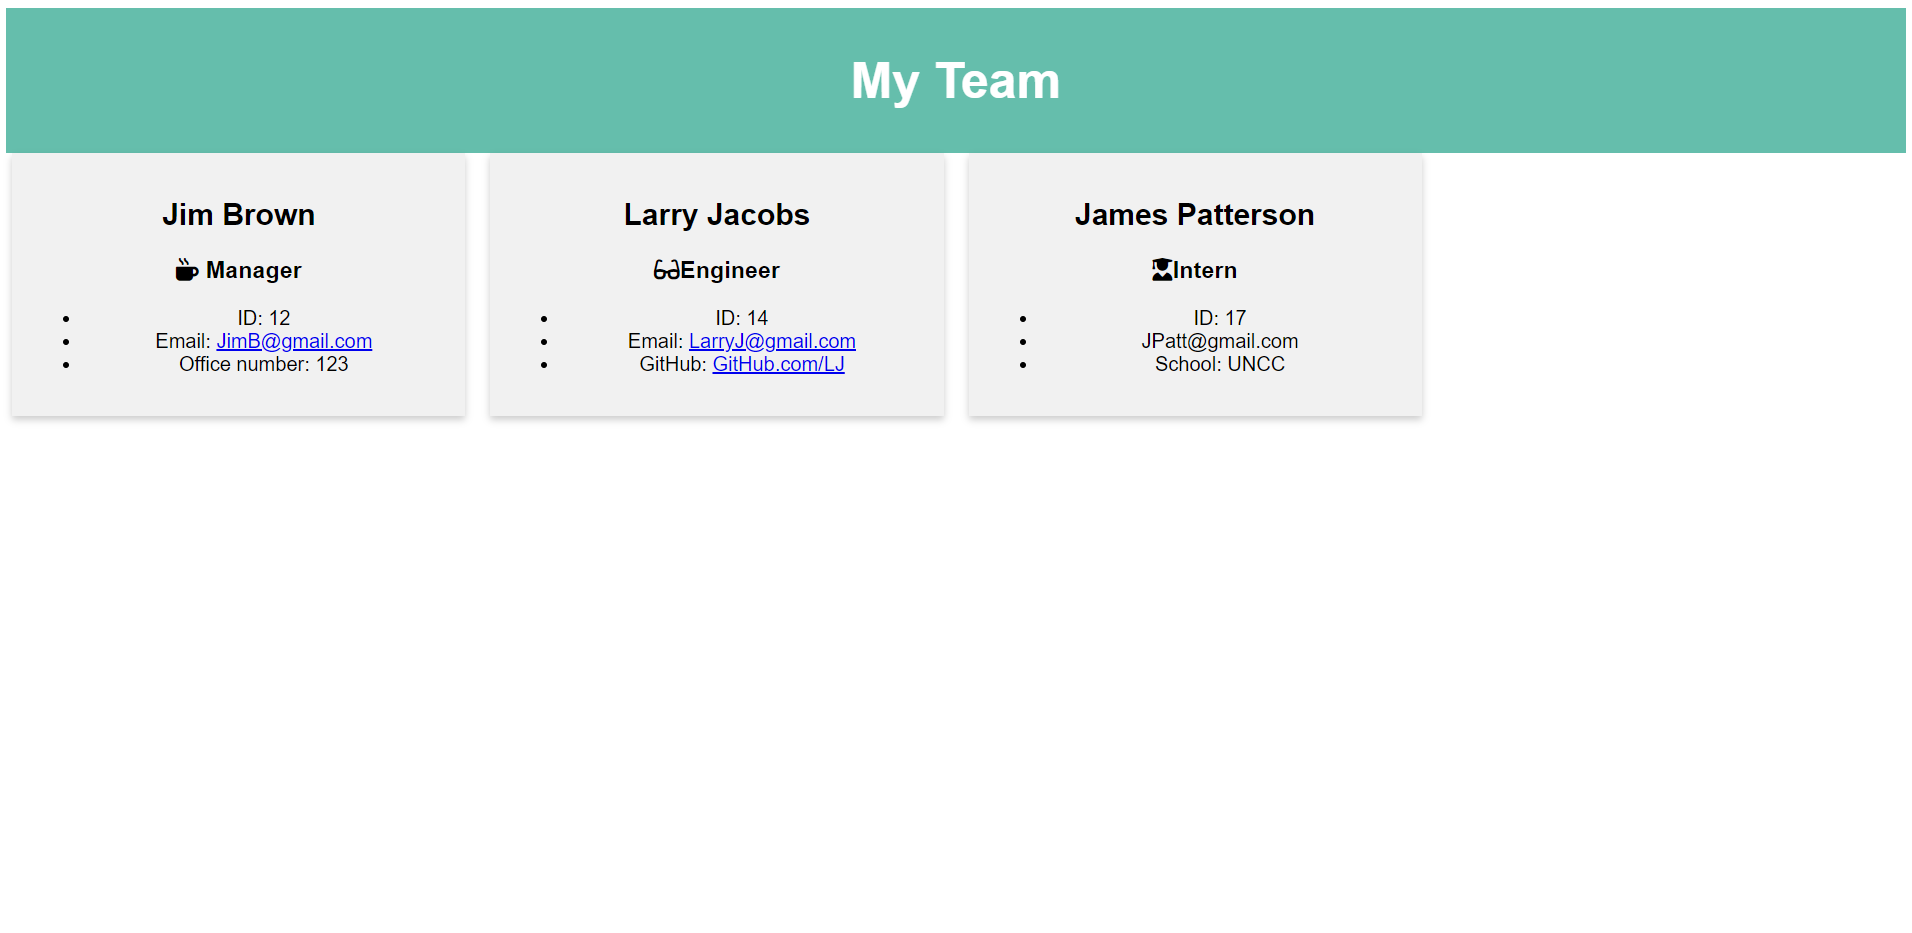 My Team
Jim Brown
Manager
ID: 12
Email: JimB@gmail.com
Office number: 123
Larry Jacobs
Engineer
ID: 14
Email: LarryJ@gmail.com
GitHub: GitHub.com/LJ
James Patterson
Intern
ID: 17
JPatt@gmail.com
School: UNCC